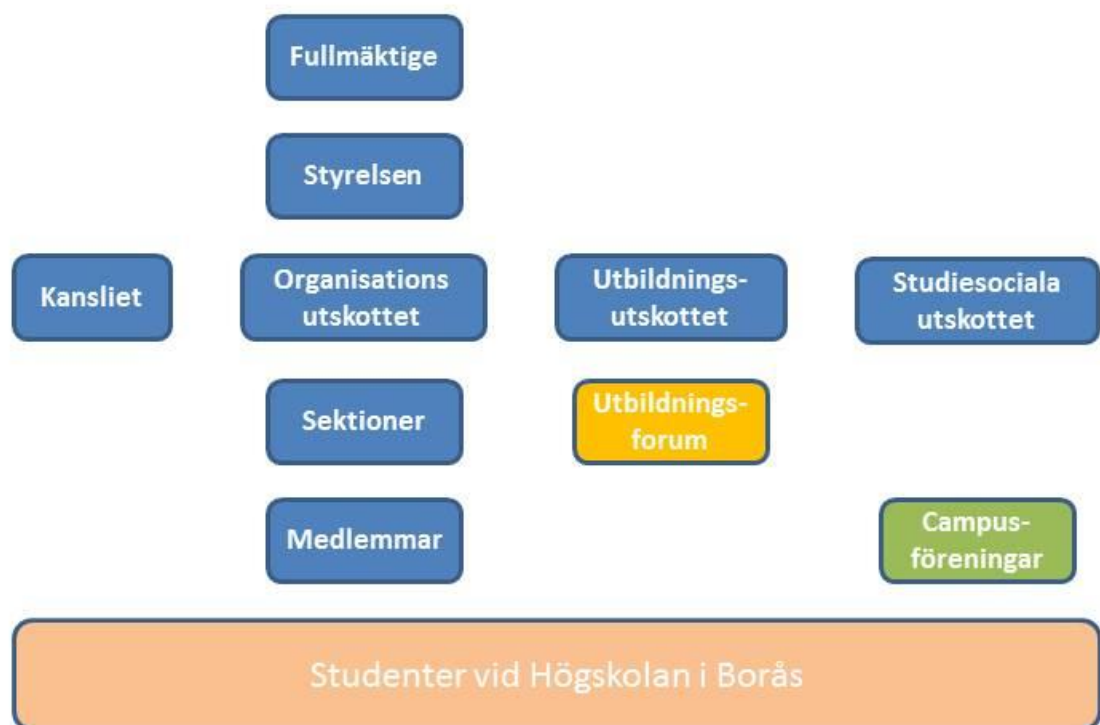 Fullmäktige
Styrelsen
Kansliet
Organisations
utskottet
Utbildnings-
utskottet
Studiesociala
utskottet
Sektioner
Utbildnings-
forum
Medlemmar
Campus-
föreningar
Studenter vid Högskolan i Borås